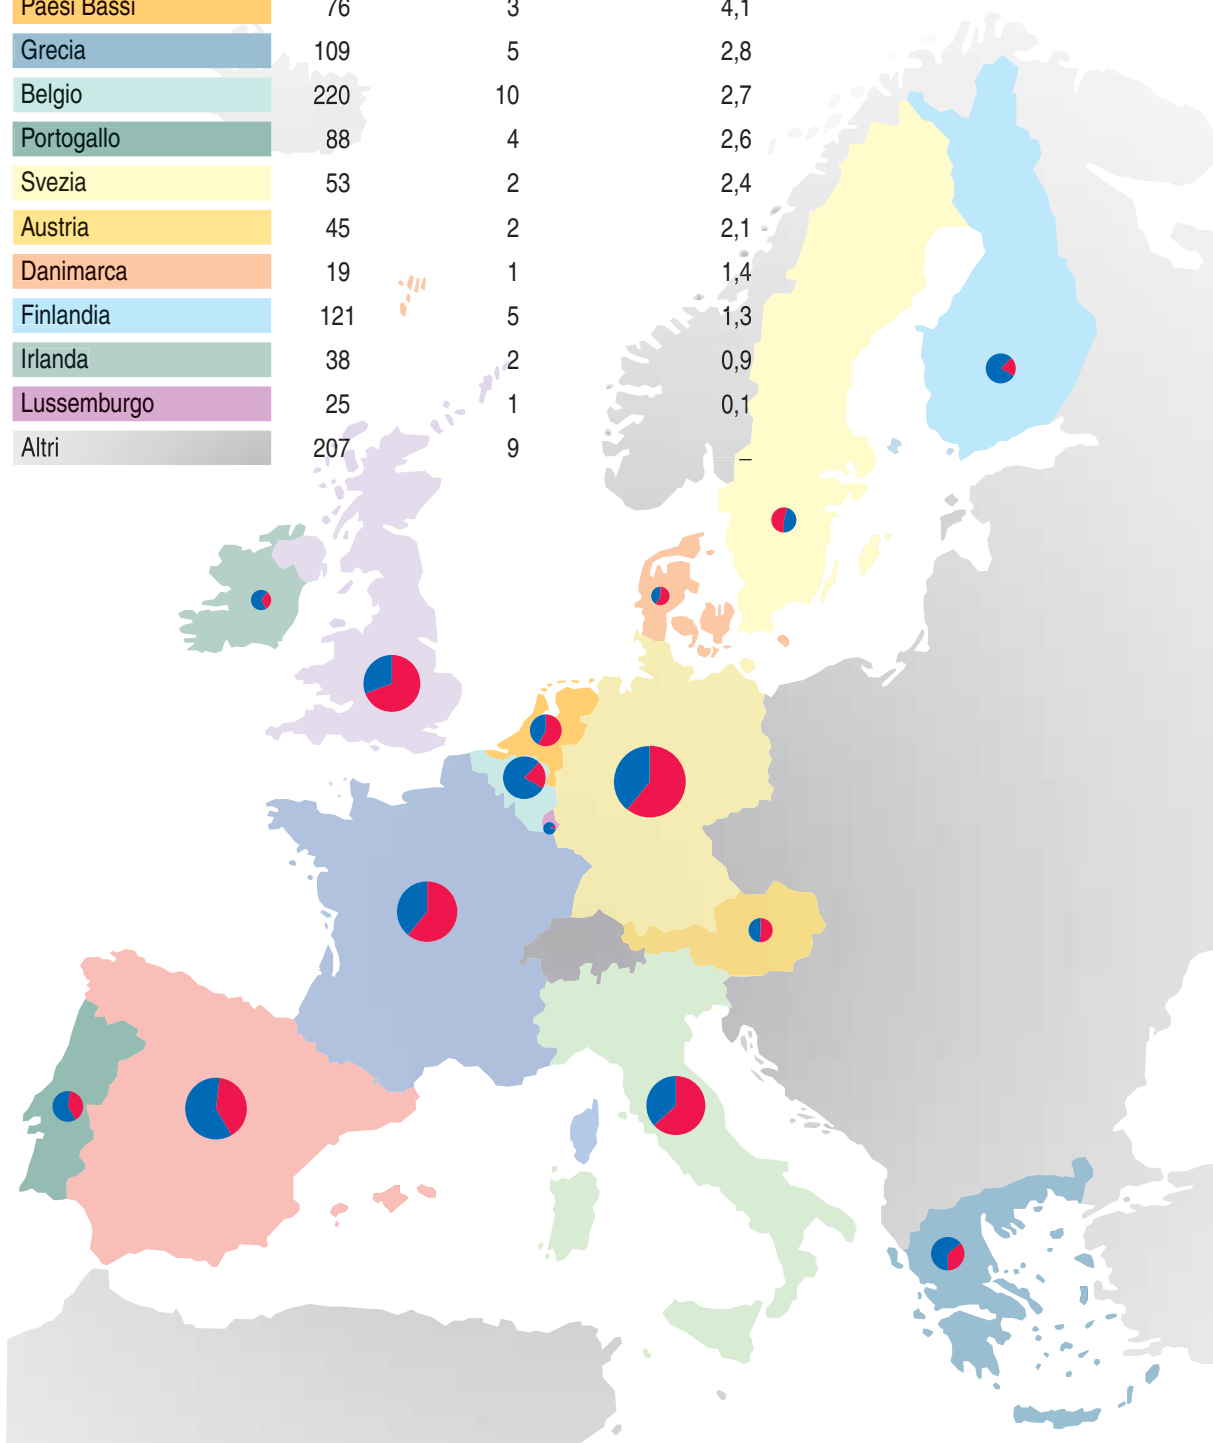 Paesi Bassi 76 3 4,1
Grecia 109 5 2,8
Belgio 220 10 2,7
Portogallo 88 4 2,6
Svezia 53 2 2,4
Austria 45 2 2,1
Danimarca 19 1 1,4
Finlandia 121 5 1,3
Irlanda 38 2 0,9
Lussemburgo 25 1 0,1
Altri 207 9 –